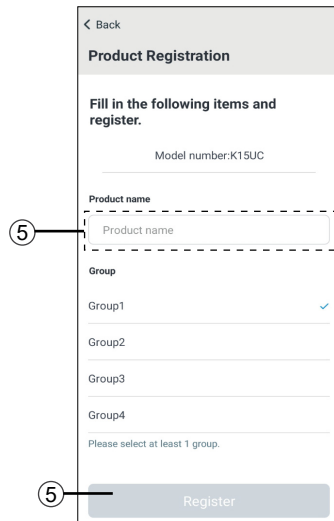 Back
Product Registration
Fill in the following items and
register.
Model number:K15UC
Product name
⑤
Product name
Group
Group1
Group2
Group3
Group4
Please select at least 1 group.
⑤
Register